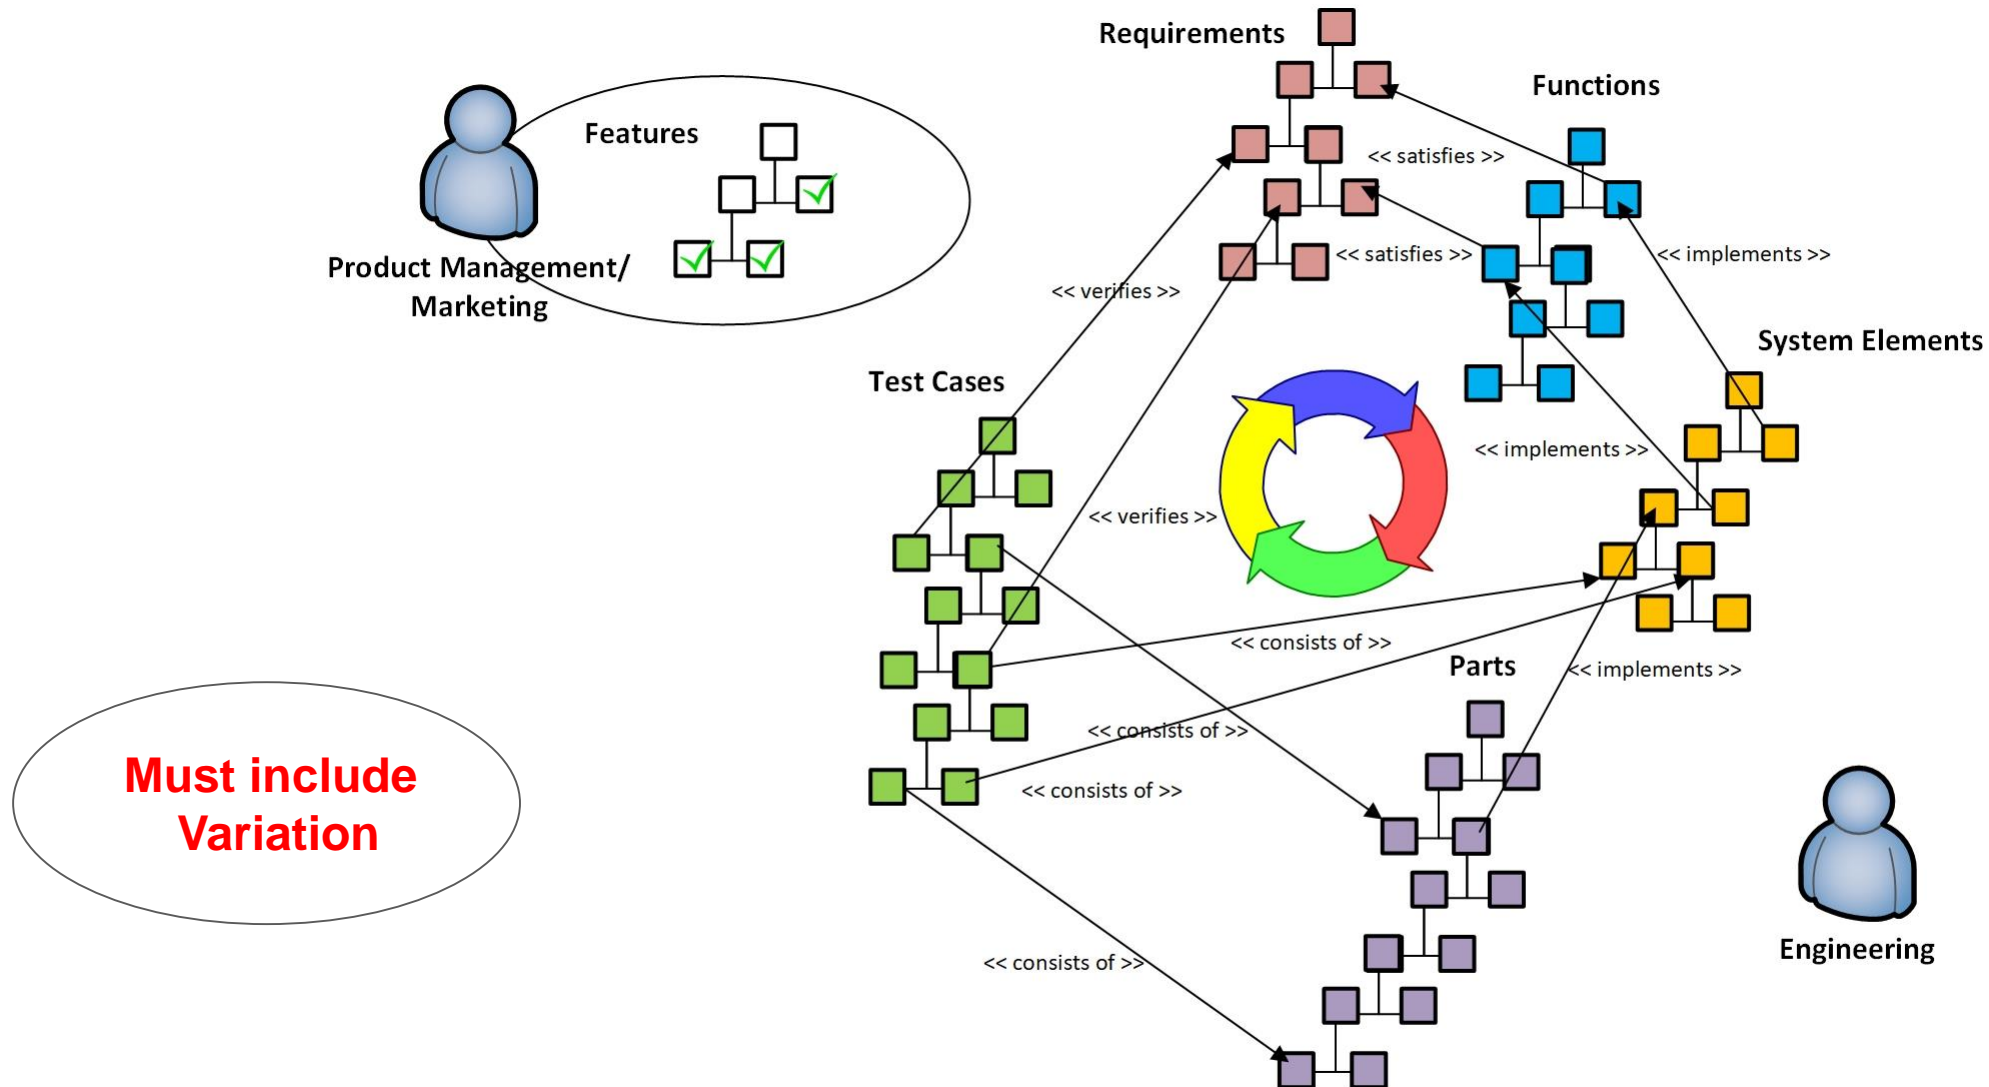 Requirements
Functions
Features
<< satisfies >>
<< satisfies >>
<< implements >>
Product Management/
Marketing
<< verifies >>
System Elements
Test Cases
<< implements >>
<< verifies >>
<< consists of >>
Parts
<< implements >>
<< consists of >>
<< consists of >>
Must include
Variation
Engineering
<< consists of >>